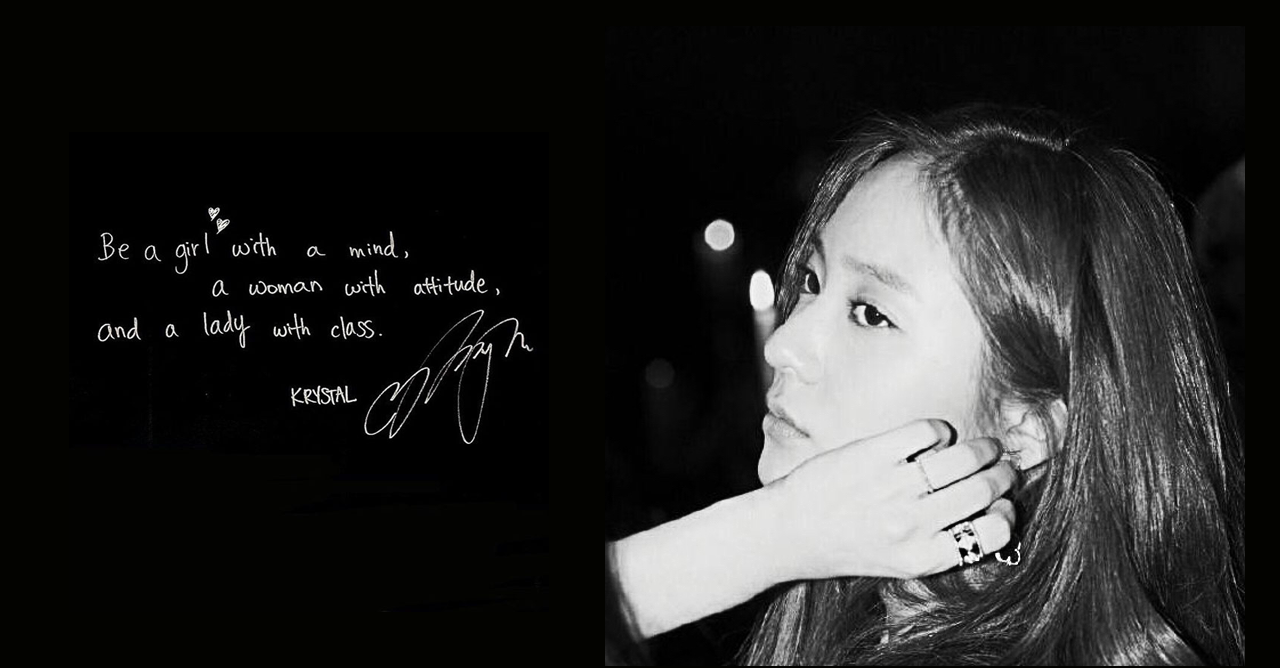 Be a girl with a mind,
a woman with attitude,
and a lady with class.
KRYSTAL